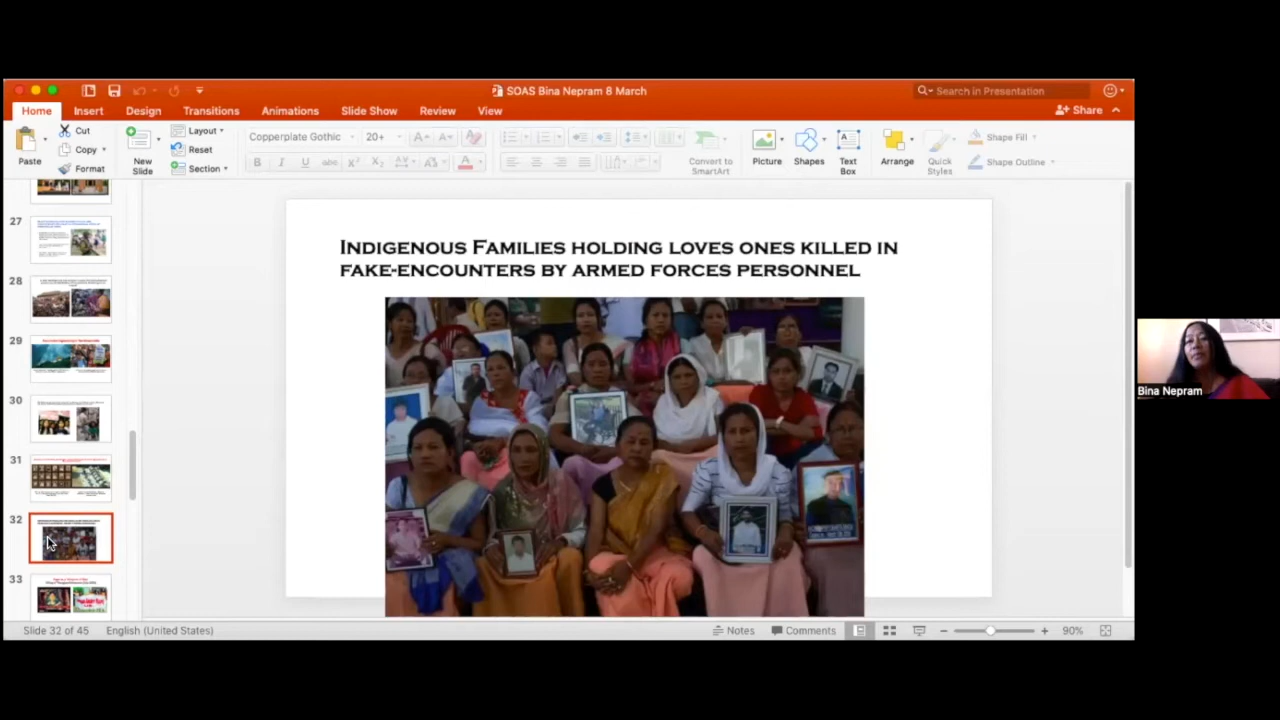 SOAS Bina Nepram 8 March
Search in Presentation
Home Insert Design Transitions Animations Slide Show Review View
Share
Paste
Cut
Copy
Format
New Slide
Layout
Reset
Section
Copperplate Gothic 20+
B I U abc X² X₂
Convert to SmartArt
Picture
Shapes
Text Box
Arrange
Quick Styles
Shape Fill
Shape Outline
27
28
29
30
31
32
33
INDIGENOUS FAMILIES HOLDING LOVES ONES KILLED IN
FAKE-ENCOUNTERS BY ARMED FORCES PERSONNEL
Bina Nepram
Slide 32 of 45 English (United States)
Notes Comments 90%